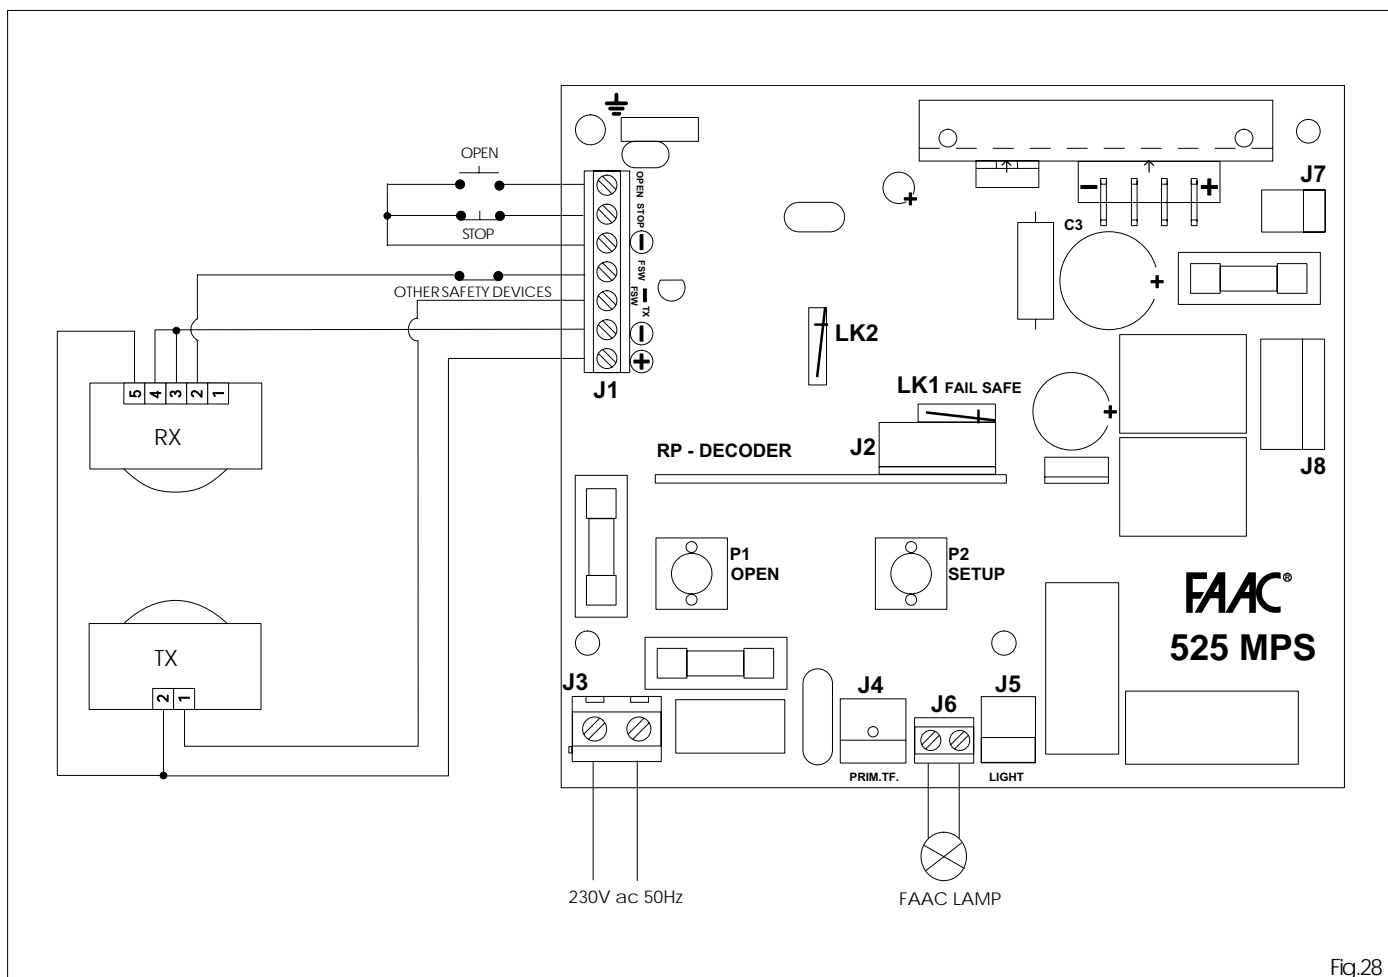 OPEN
STOP
OTHER SAFETY DEVICES
OPEN
STOP
−
FSW
FSW
− TX
−
+
J1
5 4 3 2 1
RX
TX
2 1
− +
+
J7
C3
+
LK2
LK1 FAIL SAFE
+
J2
RP - DECODER
J8
P1
OPEN
P2
SETUP
FAAC®
525 MPS
J3
J4
J6
J5
PRIM.TF.
LIGHT
230V ac 50Hz
FAAC LAMP
Fig.28